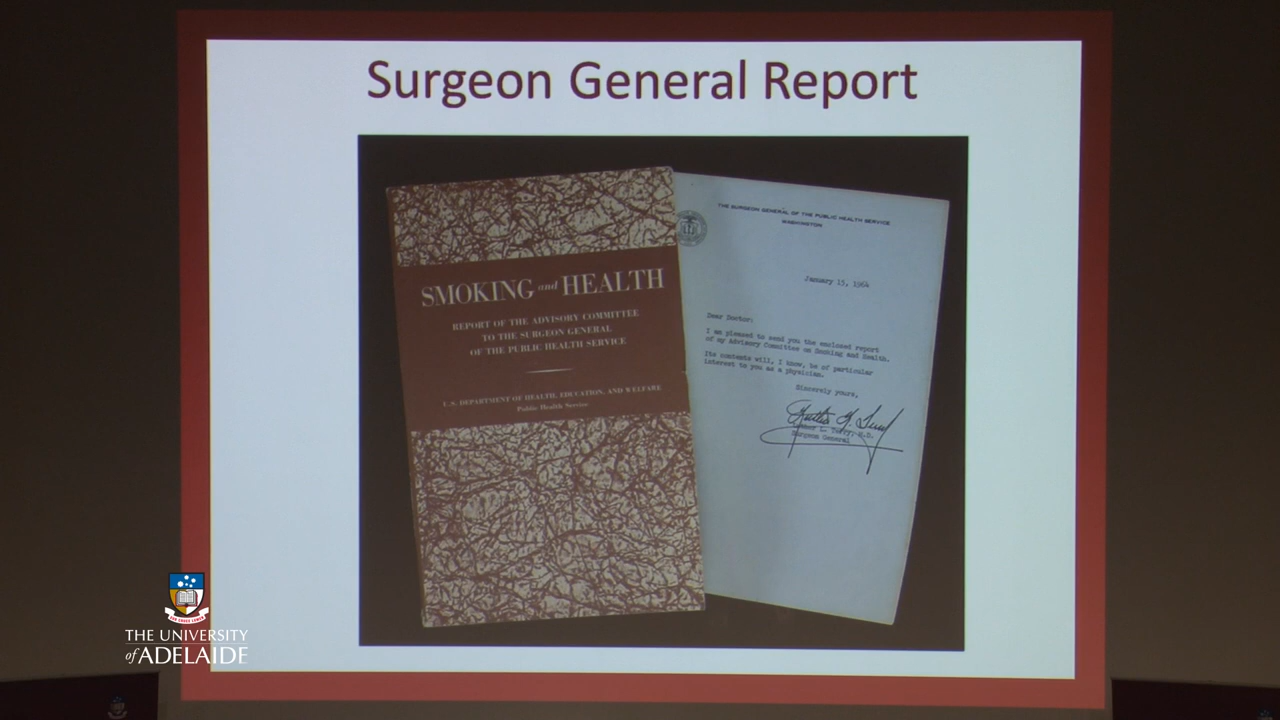 Surgeon General Report
SMOKING and HEALTH
REPORT OF THE ADVISORY COMMITTEE
TO THE SURGEON GENERAL
OF THE PUBLIC HEALTH SERVICE
U.S. DEPARTMENT OF HEALTH, EDUCATION, AND WELFARE
Public Health Service
THE SURGEON GENERAL OF THE PUBLIC HEALTH SERVICE
WASHINGTON
January 15, 1964
Dear Doctor:
I am pleased to send you the enclosed report
of my Advisory Committee on Smoking and Health.
Its contents will, I know, be of particular
interest to you as a physician.
Sincerely yours,
L. Terry, M.D.
Surgeon General
THE UNIVERSITY
of ADELAIDE